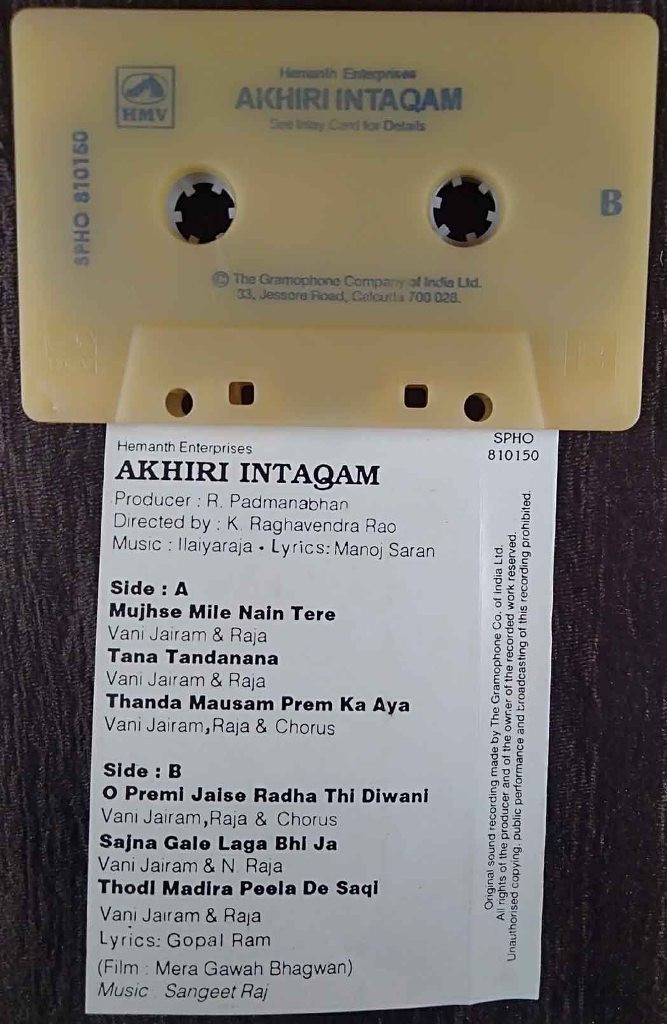 Hemanth Enterprises
HMV
AKHIRI INTAQAM
See Inlay Card for Details
SPHO 810150
B
© The Gramophone Company of India Ltd.
33, Jessore Road, Calcutta 700 028.
Hemanth Enterprises
SPHO
810150
AKHIRI INTAQAM
Producer : R. Padmanabhan
Directed by : K. Raghavendra Rao
Music : Ilaiyaraja • Lyrics: Manoj Saran
Side : A
Mujhse Mile Nain Tere
Vani Jairam & Raja
Tana Tandanana
Vani Jairam & Raja
Thanda Mausam Prem Ka Aya
Vani Jairam, Raja & Chorus
Side : B
O Premi Jaise Radha Thi Diwani
Vani Jairam, Raja & Chorus
Sajna Gale Laga Bhi Ja
Vani Jairam & N. Raja
Thodi Madira Peela De Saqi
Vani Jairam & Raja
Lyrics: Gopal Ram
(Film : Mera Gawah Bhagwan)
Music : Sangeet Raj
Original sound recording made by The Gramophone Co. of India Ltd.
All rights of the producer and of the owner of the recorded work reserved.
Unauthorised copying, public performance and broadcasting of this recording prohibited.